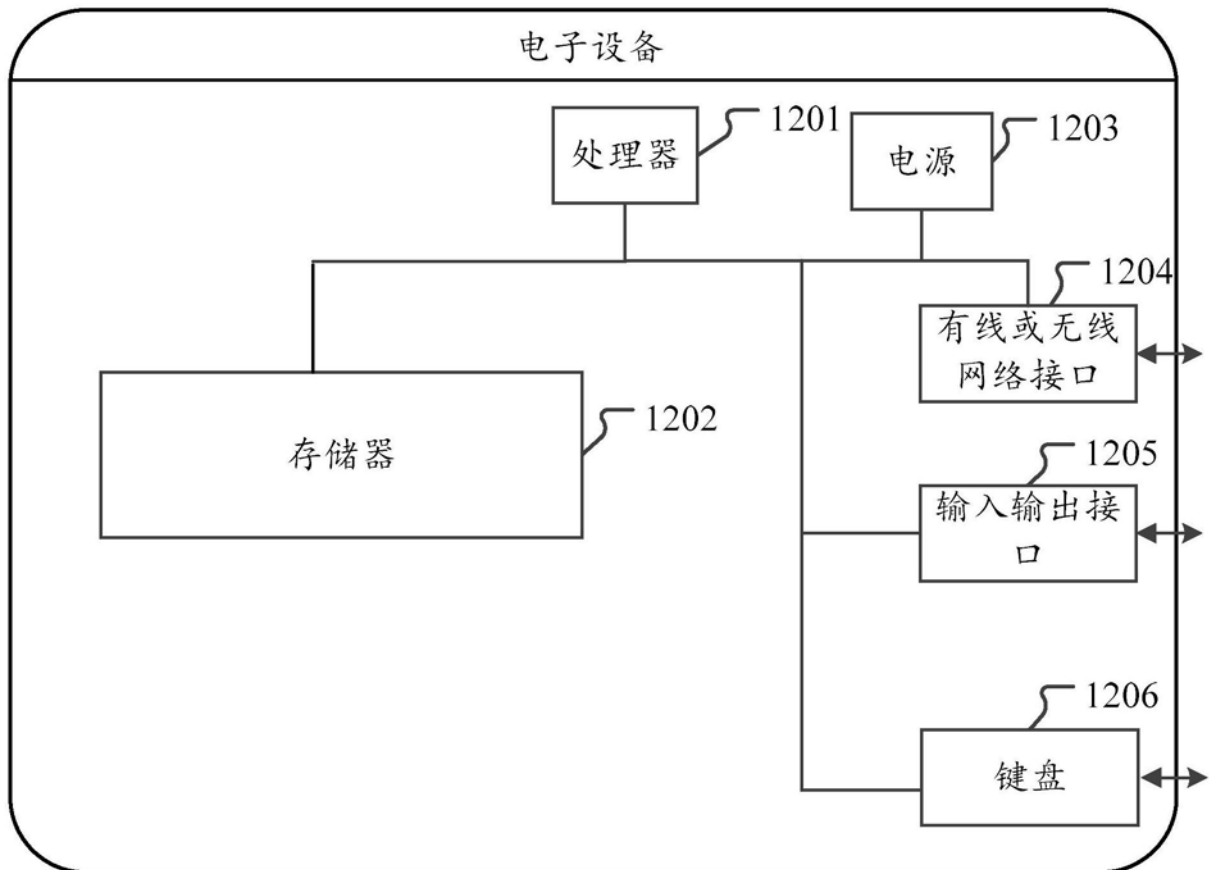 电子设备
处理器
1201
电源
1203
1204
有线或无线
网络接口
存储器
1202
1205
输入输出接
口
1206
键盘